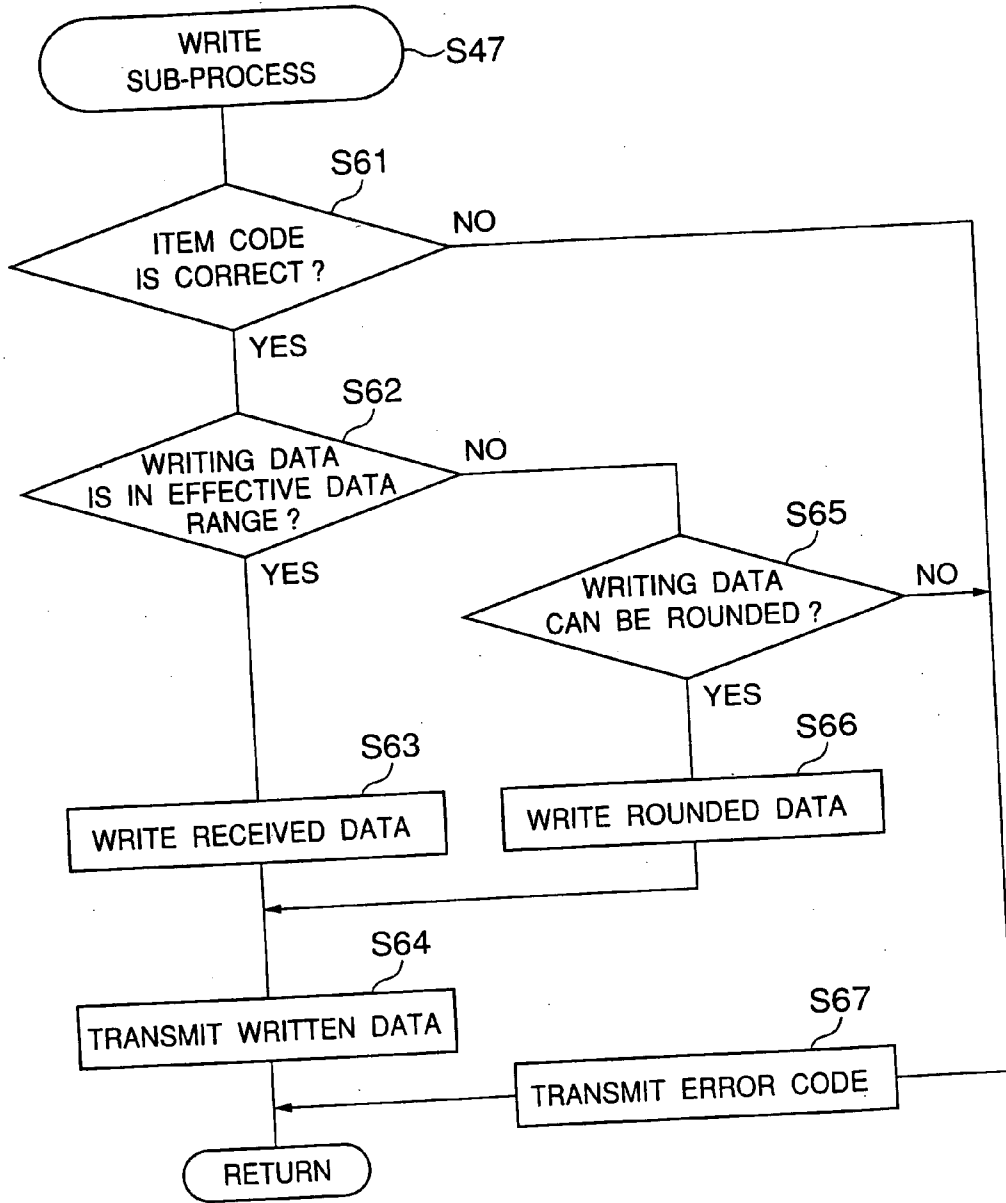 WRITE
SUB-PROCESS
S47
S61
ITEM CODE
IS CORRECT?
NO
YES
S62
WRITING DATA
IS IN EFFECTIVE DATA
RANGE?
NO
YES
S65
WRITING DATA
CAN BE ROUNDED?
NO
YES
S63
WRITE RECEIVED DATA
S66
WRITE ROUNDED DATA
S64
TRANSMIT WRITTEN DATA
S67
TRANSMIT ERROR CODE
RETURN